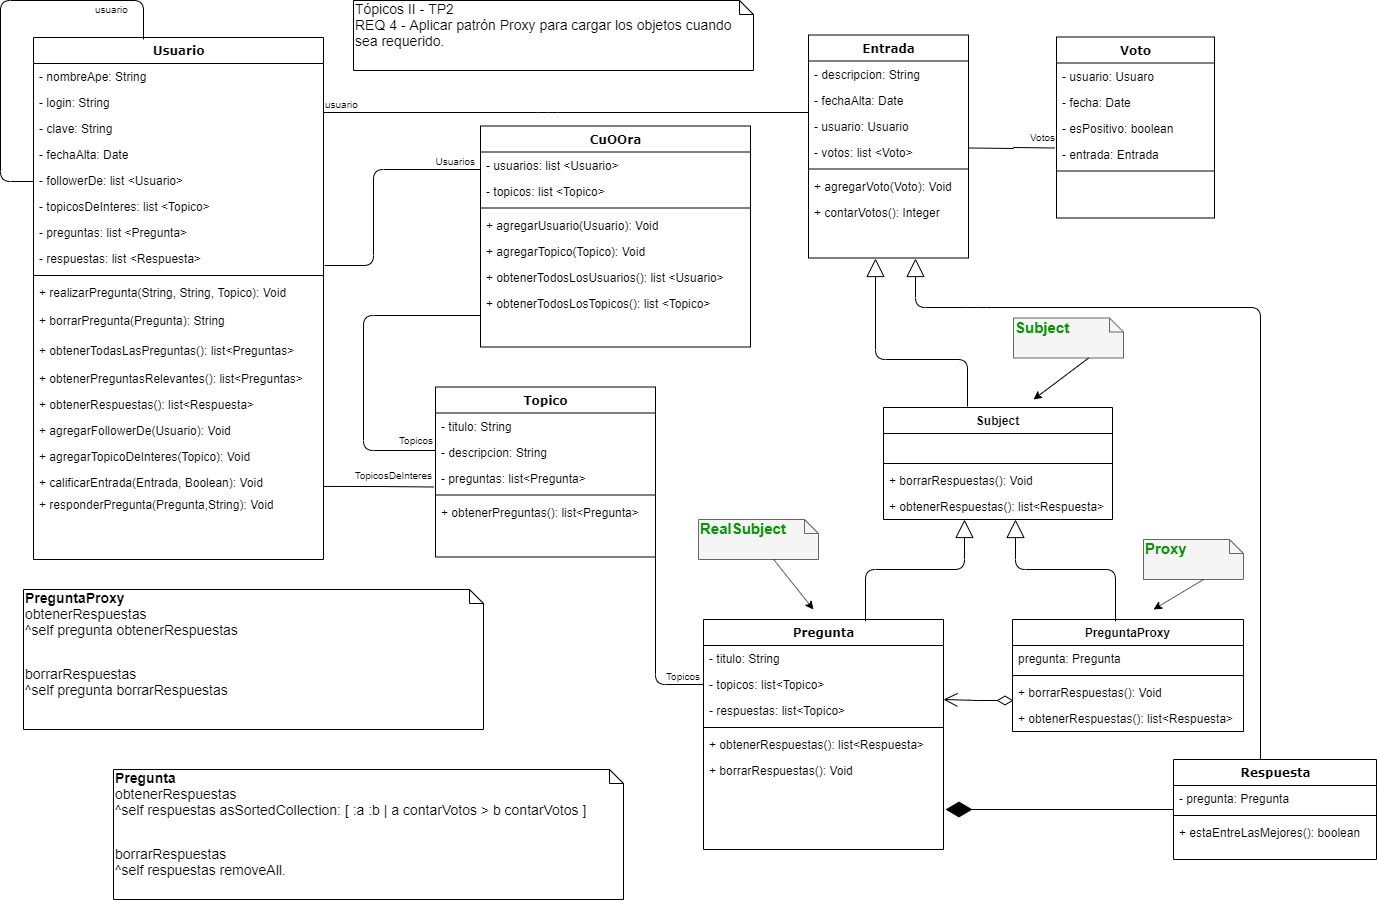 usuario
Tópicos II - TP2
REQ 4 - Aplicar patrón Proxy para cargar los objetos cuando
sea requerido.
Usuario
- nombreApe: String
- login: String
- clave: String
- fechaAlta: Date
- followerDe: list <Usuario>
- topicosDeInteres: list <Topico>
- preguntas: list <Pregunta>
- respuestas: list <Respuesta>
+ realizarPregunta(String, String, Topico): Void
+ borrarPregunta(Pregunta): String
+ obtenerTodasLasPreguntas(): list<Preguntas>
+ obtenerPreguntasRelevantes(): list<Preguntas>
+ obtenerRespuestas(): list<Respuesta>
+ agregarFollowerDe(Usuario): Void
+ agregarTopicoDeInteres(Topico): Void
+ calificarEntrada(Entrada, Boolean): Void
+ responderPregunta(Pregunta,String): Void
usuario
Usuarios
CuOOra
- usuarios: list <Usuario>
- topicos: list <Topico>
+ agregarUsuario(Usuario): Void
+ agregarTopico(Topico): Void
+ obtenerTodosLosUsuarios(): list <Usuario>
+ obtenerTodosLosTopicos(): list <Topico>
Entrada
- descripcion: String
- fechaAlta: Date
- usuario: Usuario
- votos: list <Voto>
+ agregarVoto(Voto): Void
+ contarVotos(): Integer
Votos
Voto
- usuario: Usuaro
- fecha: Date
- esPositivo: boolean
- entrada: Entrada
Topicos
TopicosDeInteres
Topico
- titulo: String
- descripcion: String
- preguntas: list<Pregunta>
+ obtenerPreguntas(): list<Pregunta>
Subject
Subject
+ borrarRespuestas(): Void
+ obtenerRespuestas(): list<Respuesta>
RealSubject
Proxy
PreguntaProxy
obtenerRespuestas
^self pregunta obtenerRespuestas
borrarRespuestas
^self pregunta borrarRespuestas
Topicos
Pregunta
- titulo: String
- topicos: list<Topico>
- respuestas: list<Topico>
+ obtenerRespuestas(): list<Respuesta>
+ borrarRespuestas(): Void
PreguntaProxy
pregunta: Pregunta
+ borrarRespuestas(): Void
+ obtenerRespuestas(): list<Respuesta>
Respuesta
- pregunta: Pregunta
+ estaEntreLasMejores(): boolean
Pregunta
obtenerRespuestas
^self respuestas asSortedCollection: [ :a :b | a contarVotos > b contarVotos ]
borrarRespuestas
^self respuestas removeAll.